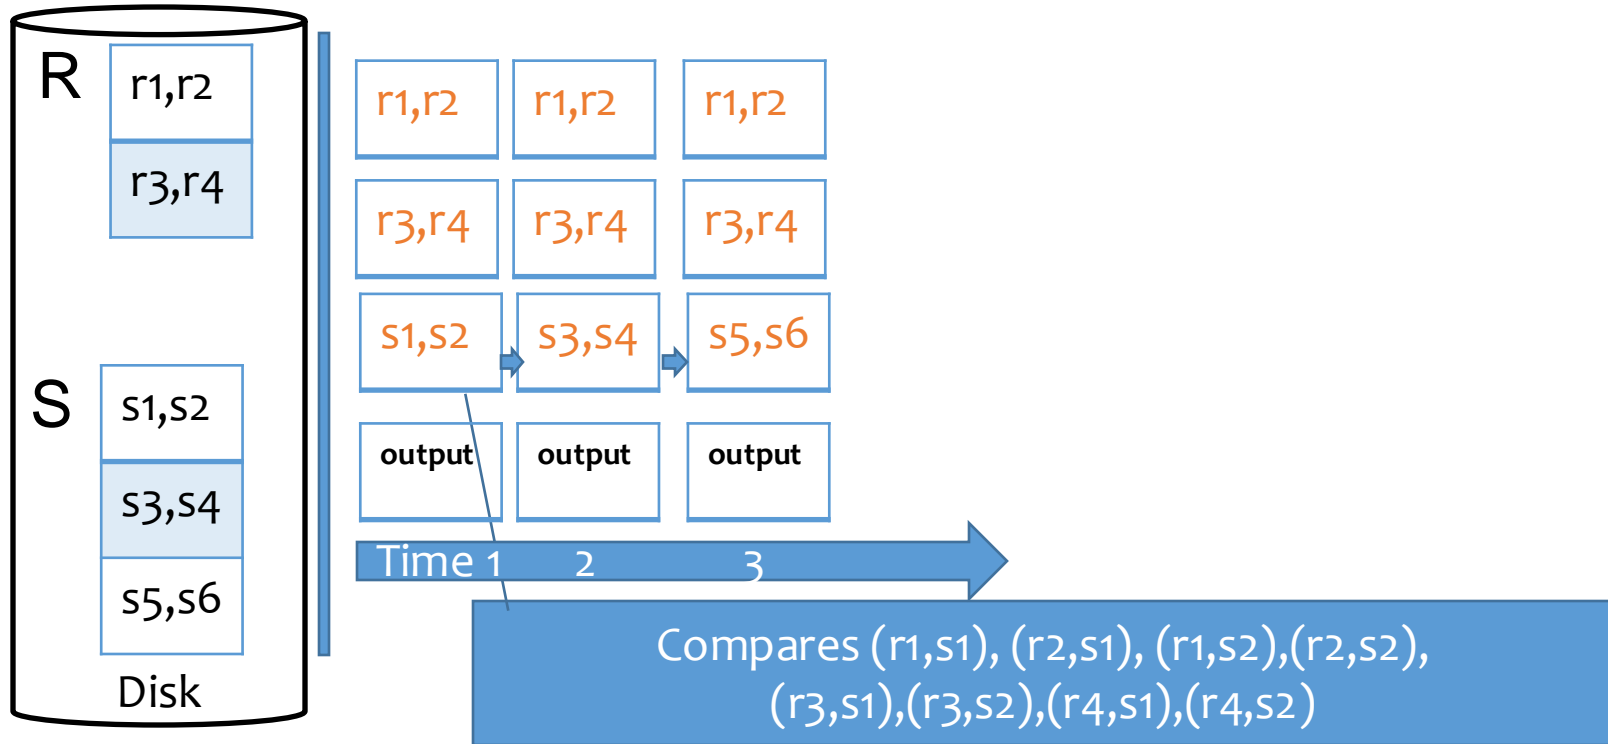 R
r1,r2
r3,r4
S
s1,s2
s3,s4
s5,s6
Disk
r1,r2 r1,r2 r1,r2
r3,r4 r3,r4 r3,r4
s1,s2 s3,s4 s5,s6
output output output
Time 1 2 3
Compares (r1,s1), (r2,s1), (r1,s2),(r2,s2),
(r3,s1),(r3,s2),(r4,s1),(r4,s2)